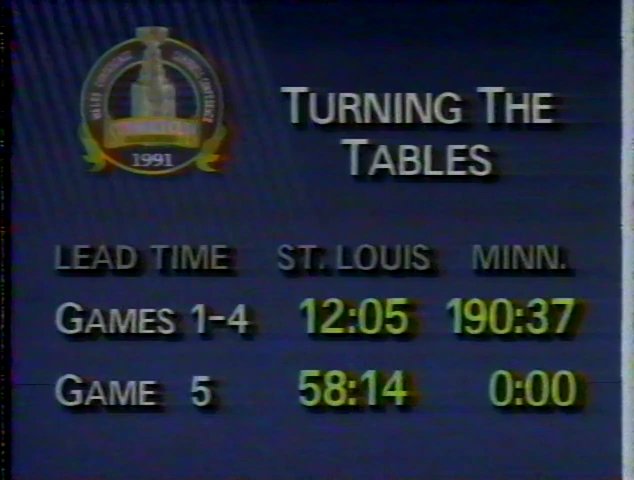 1991
TURNING THE
TABLES
LEAD TIME ST. LOUIS MINN.
GAMES 1-4 12:05 190:37
GAME 5 58:14 0:00